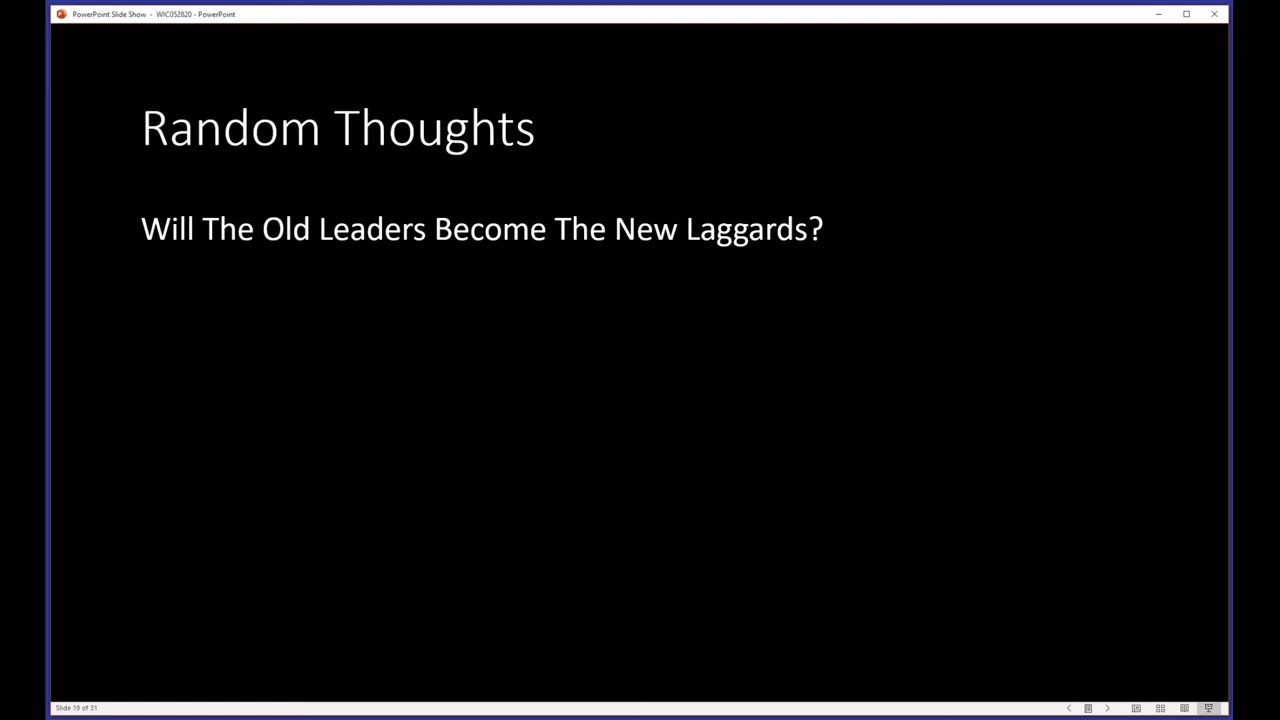 PowerPoint Slide Show - WIC052820 - PowerPoint
Random Thoughts
Will The Old Leaders Become The New Laggards?
Slide 19 of 31